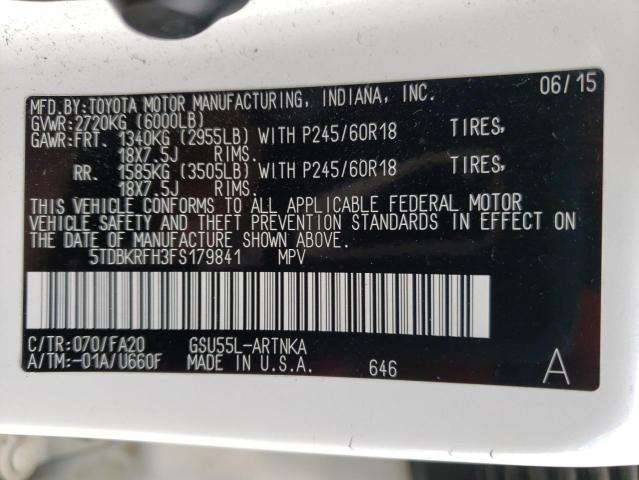 MFD.BY:TOYOTA MOTOR MANUFACTURING, INDIANA, INC. 06/15
GVWR:2720KG (6000LB)
GAWR:FRT. 1340KG (2955LB) WITH P245/60R18 TIRES,
18X7.5J RIMS.
RR. 1585KG (3505LB) WITH P245/60R18 TIRES,
18X7.5J RIMS.
THIS VEHICLE CONFORMS TO ALL APPLICABLE FEDERAL MOTOR
VEHICLE SAFETY AND THEFT PREVENTION STANDARDS IN EFFECT ON
THE DATE OF MANUFACTURE SHOWN ABOVE.
5TDBKRFH3FS179841 MPV
C/TR:070/FA20 GSU55L-ARTNKA
A/TM:-01A/U660F MADE IN U.S.A. 646 A